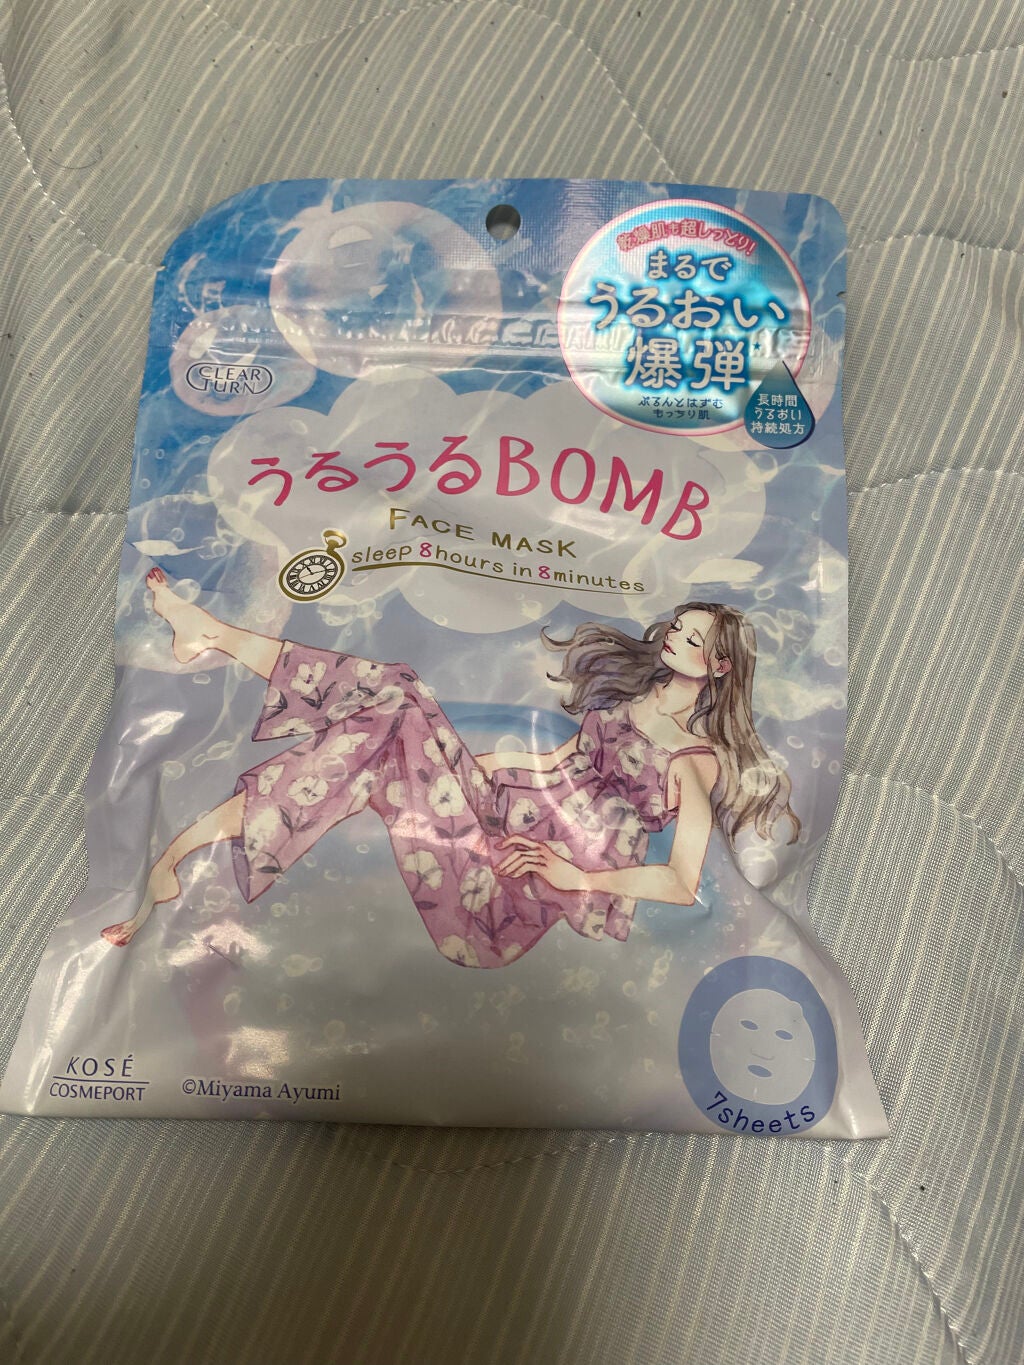 乾燥肌も超しっとり!
まるで
うるおい
爆弾*
ぷるんとはずむ
もっちり肌
長時間
うるおい
持続処方
CLEAR
TURN
うるうるBOMB
FACE MASK
sleep 8hours in 8minutes
KOSÉ
COSMEPORT
©Miyama Ayumi
7sheets